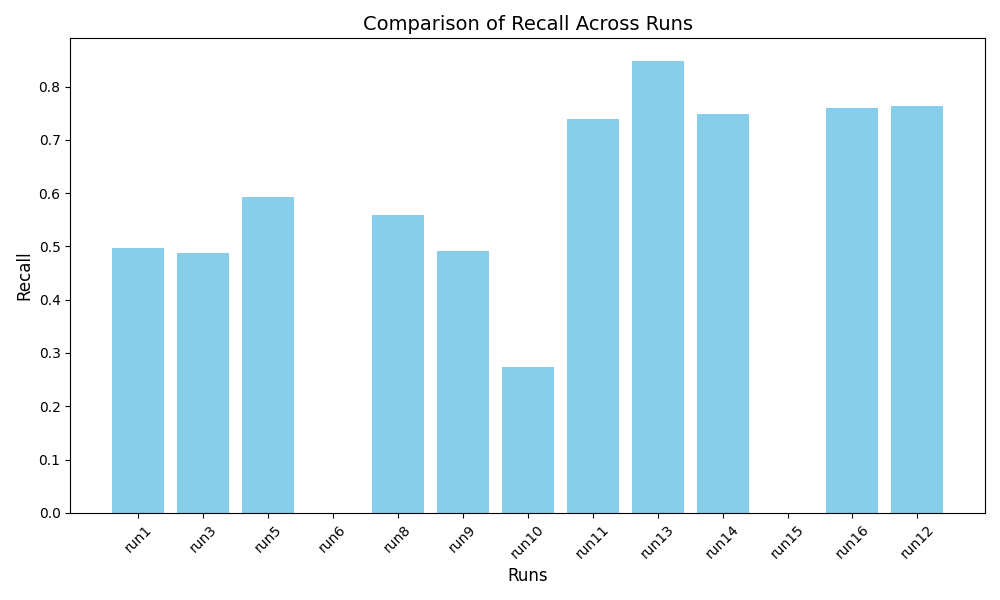 Comparison of Recall Across Runs
Recall
0.8
0.7
0.6
0.5
0.4
0.3
0.2
0.1
0.0
run1 run3 run5 run6 run8 run9 run10 run11 run13 run14 run15 run16 run12
Runs